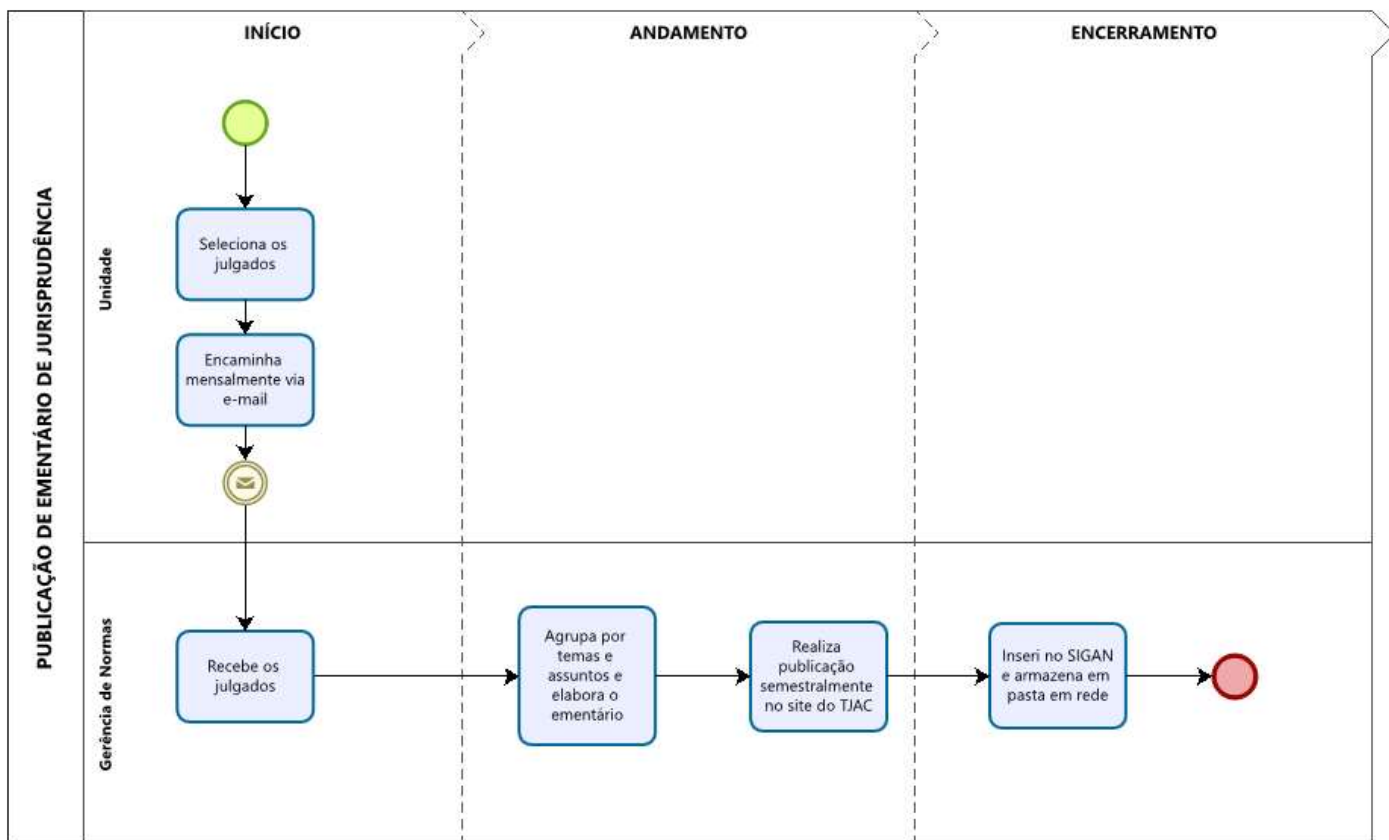 INÍCIO
ANDAMENTO
ENCERRAMENTO
PUBLICAÇÃO DE EMENTÁRIO DE JURISPRUDÊNCIA
Unidade
Seleciona os
julgados
Encaminha
mensalmente via
e-mail
Gerência de Normas
Recebe os
julgados
Agrupa por
temas e
assuntos e
elabora o
ementário
Realiza
publicação
semestralmente
no site do TJAC
Inseri no SIGAN
e armazena em
pasta em rede